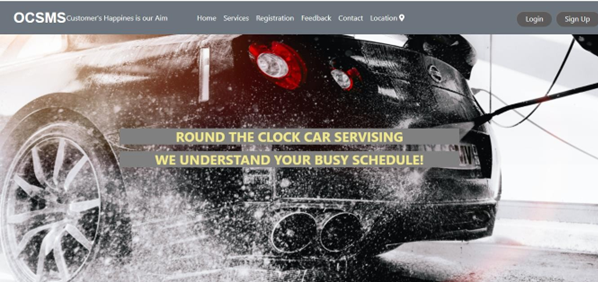 OCSMS Customer's Happines is our Aim Home Services Registration Feedback Contact Location Login Sign Up
ROUND THE CLOCK CAR SERVISING
WE UNDERSTAND YOUR BUSY SCHEDULE!